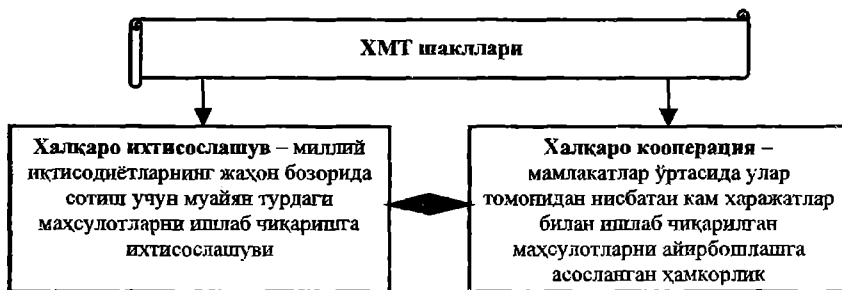 ХМТ шакллари
Халқаро ихтисослашув – миллий
иқтисодиётларнинг жаҳон бозорида
сотиш учун муайян турдаги
маҳсулотларни ишлаб чиқаришга
ихтисослашуви
Халқаро кооперация –
мамлакатлар ўртасида улар
томонидан нисбатан кам харажатлар
билан ишлаб чиқарилган
маҳсулотларни айирбошлашга
асосланган ҳамкорлик